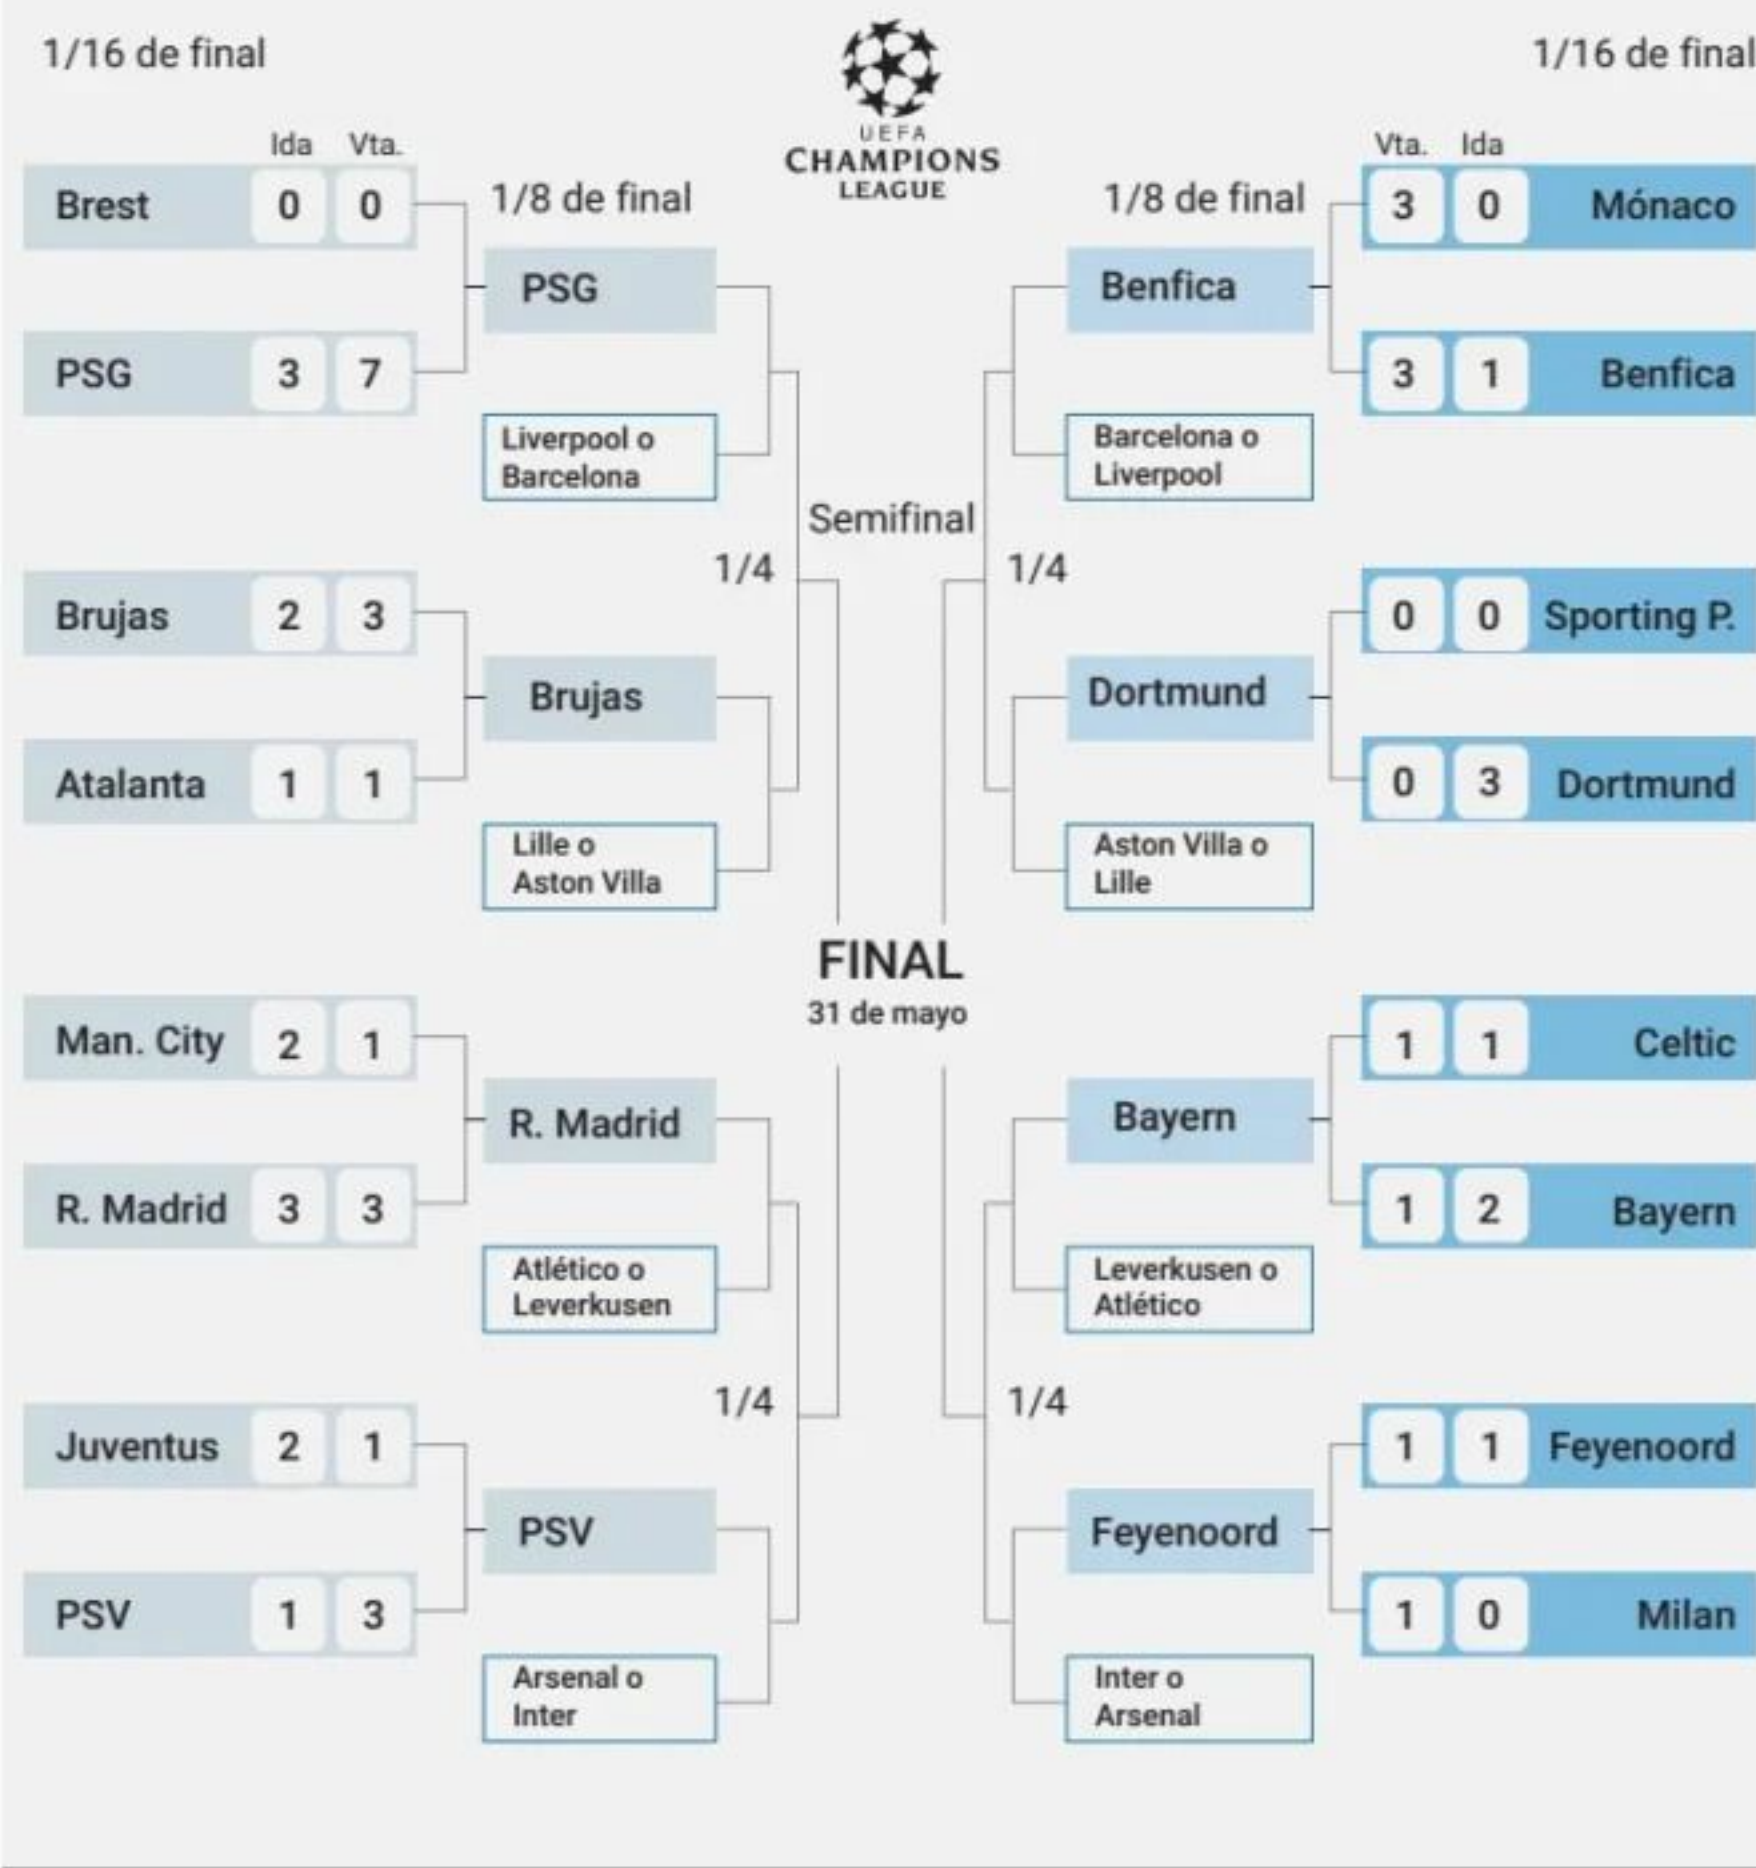 1/16 de final
1/16 de final
UEFA
CHAMPIONS
LEAGUE
Ida Vta.
Vta. Ida
Brest 0 0
1/8 de final
1/8 de final
3 0 Mónaco
PSG
Benfica
PSG 3 7
3 1 Benfica
Liverpool o
Barcelona
Barcelona o
Liverpool
Semifinal
1/4
1/4
Brujas 2 3
0 0 Sporting P.
Brujas
Dortmund
Atalanta 1 1
0 3 Dortmund
Lille o
Aston Villa
Aston Villa o
Lille
FINAL
31 de mayo
Man. City 2 1
1 1 Celtic
R. Madrid
Bayern
R. Madrid 3 3
1 2 Bayern
Atlético o
Leverkusen
Leverkusen o
Atlético
1/4
1/4
Juventus 2 1
1 1 Feyenoord
PSV
Feyenoord
PSV 1 3
1 0 Milan
Arsenal o
Inter
Inter o
Arsenal